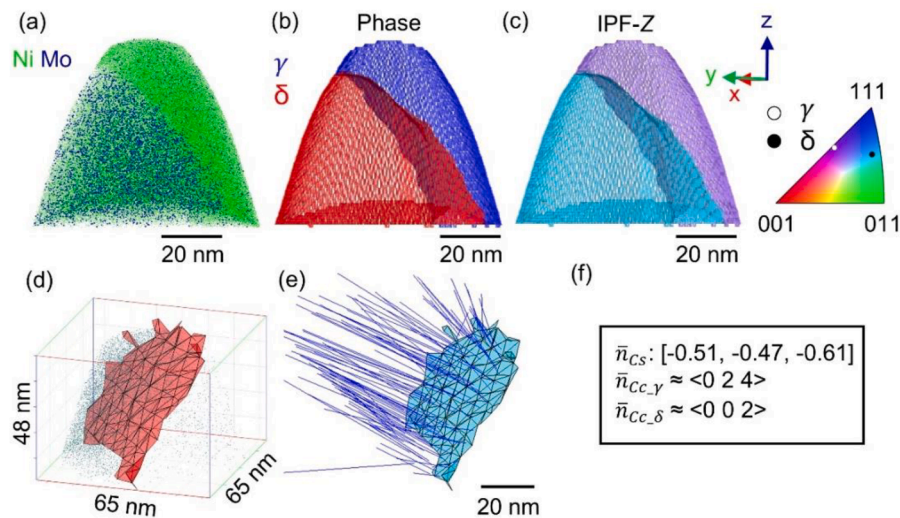 (a)
Ni Mo
20 nm
(b) Phase
γ
δ
20 nm
(c) IPF-Z
20 nm
z
y
x
γ
δ
111
001
011
(d)
48 nm
65 nm
65 nm
(e)
20 nm
(f)
n̄Cs: [-0.51, -0.47, -0.61]
n̄Cc_γ ≈ <0 2 4>
n̄Cc_δ ≈ <0 0 2>